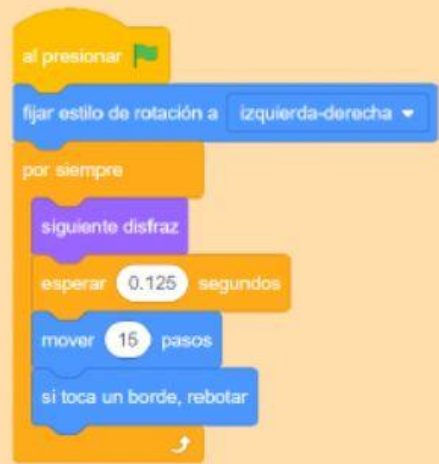 al presionar
fijar estilo de rotación a izquierda-derecha
por siempre
siguiente disfraz
esperar 0.125 segundos
mover 15 pasos
si toca un borde, rebotar